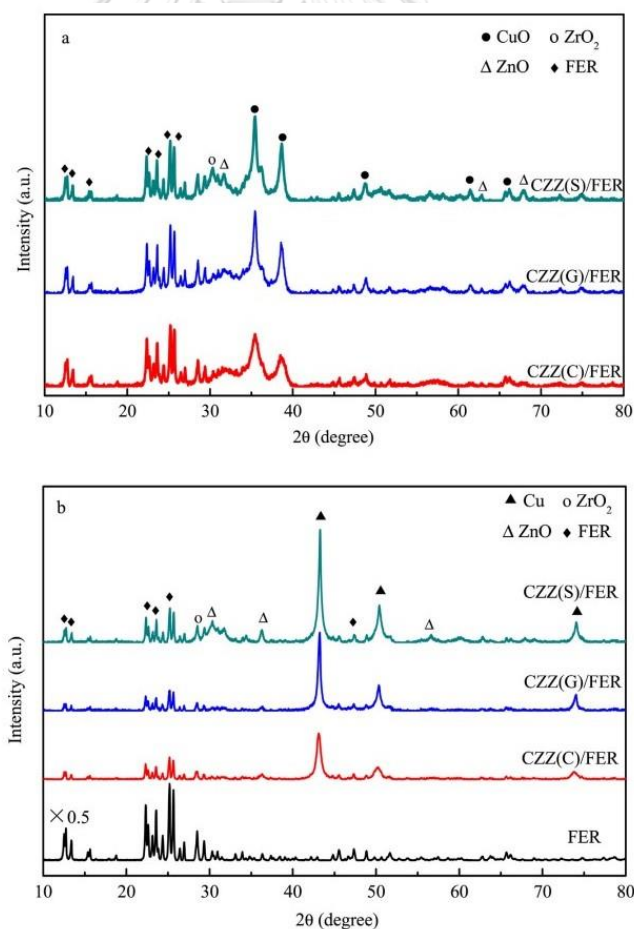 a
● CuO o ZrO₂
Δ ZnO ♦ FER
CZZ(S)/FER
CZZ(G)/FER
CZZ(C)/FER
Intensity (a.u.)
10 20 30 40 50 60 70 80
2θ (degree)
b
▲ Cu o ZrO₂
Δ ZnO ♦ FER
CZZ(S)/FER
CZZ(G)/FER
CZZ(C)/FER
×0.5
FER
Intensity (a.u.)
10 20 30 40 50 60 70 80
2θ (degree)